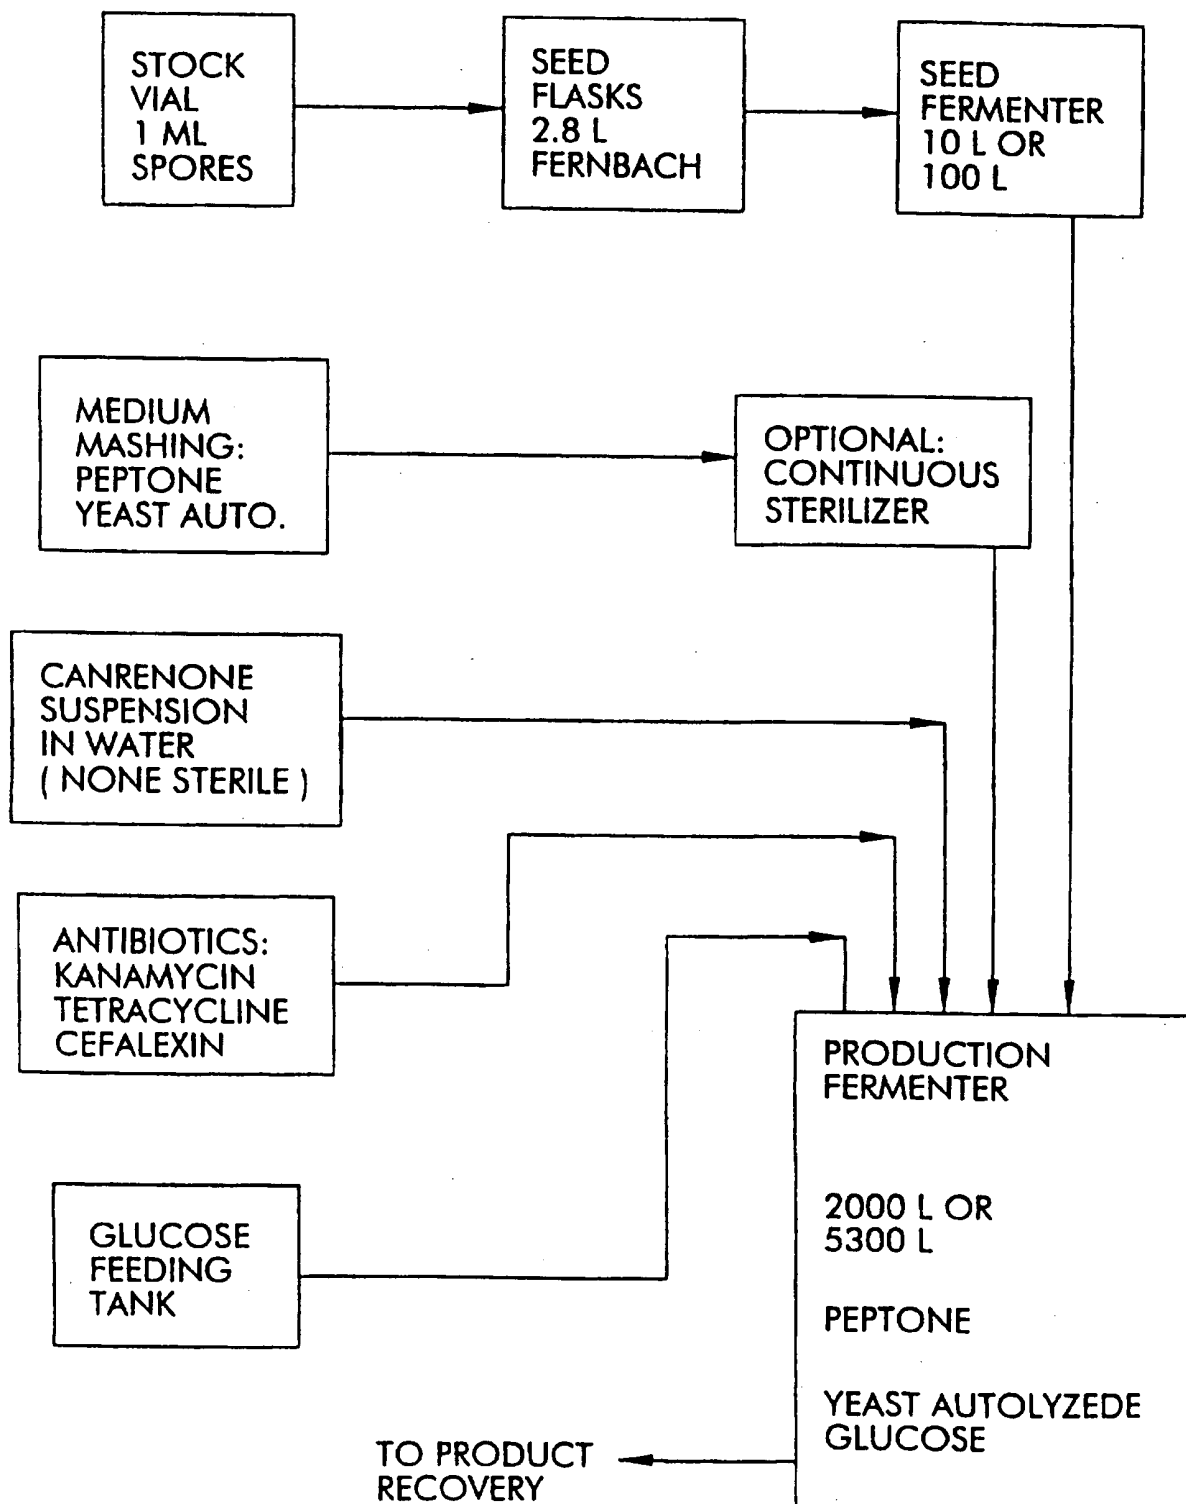 STOCK
VIAL
1 ML
SPORES
SEED
FLASKS
2.8 L
FERNBACH
SEED
FERMENTER
10 L OR
100 L
MEDIUM
MASHING:
PEPTONE
YEAST AUTO.
OPTIONAL:
CONTINUOUS
STERILIZER
CANRENONE
SUSPENSION
IN WATER
( NONE STERILE )
ANTIBIOTICS:
KANAMYCIN
TETRACYCLINE
CEFALEXIN
GLUCOSE
FEEDING
TANK
PRODUCTION
FERMENTER
2000 L OR
5300 L
PEPTONE
YEAST AUTOLYZEDE
GLUCOSE
TO PRODUCT
RECOVERY